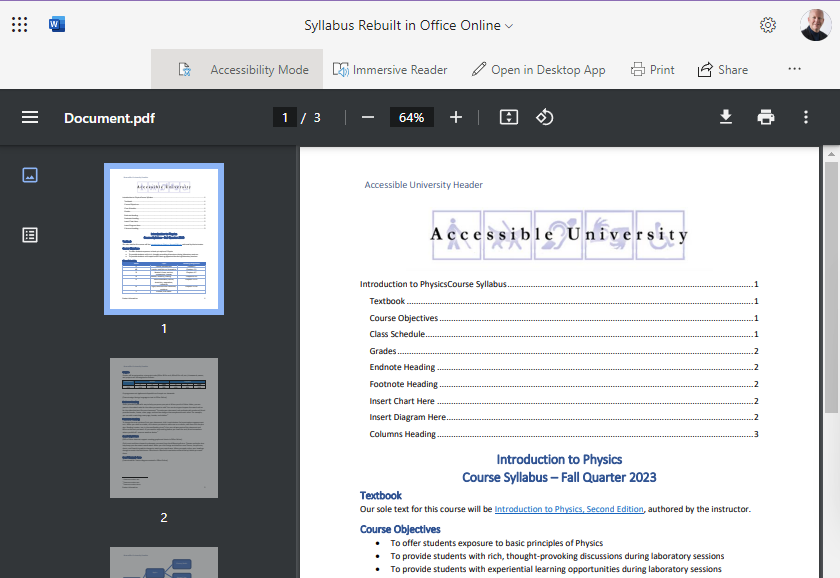 Syllabus Rebuilt in Office Online
Accessibility Mode Immersive Reader Open in Desktop App Print Share
Document.pdf 1 / 3 64%
Accessible University Header
Accessible University
Introduction to PhysicsCourse Syllabus 1
Textbook 1
Course Objectives 1
Class Schedule 1
Grades 2
Endnote Heading 2
Footnote Heading 2
Insert Chart Here 2
Insert Diagram Here 2
Columns Heading 3
Introduction to Physics
Course Syllabus – Fall Quarter 2023
Textbook
Our sole text for this course will be Introduction to Physics, Second Edition, authored by the instructor.
Course Objectives
• To offer students exposure to basic principles of Physics
• To provide students with rich, thought-provoking discussions during laboratory sessions
• To provide students with experiential learning opportunities during laboratory sessions
1
2